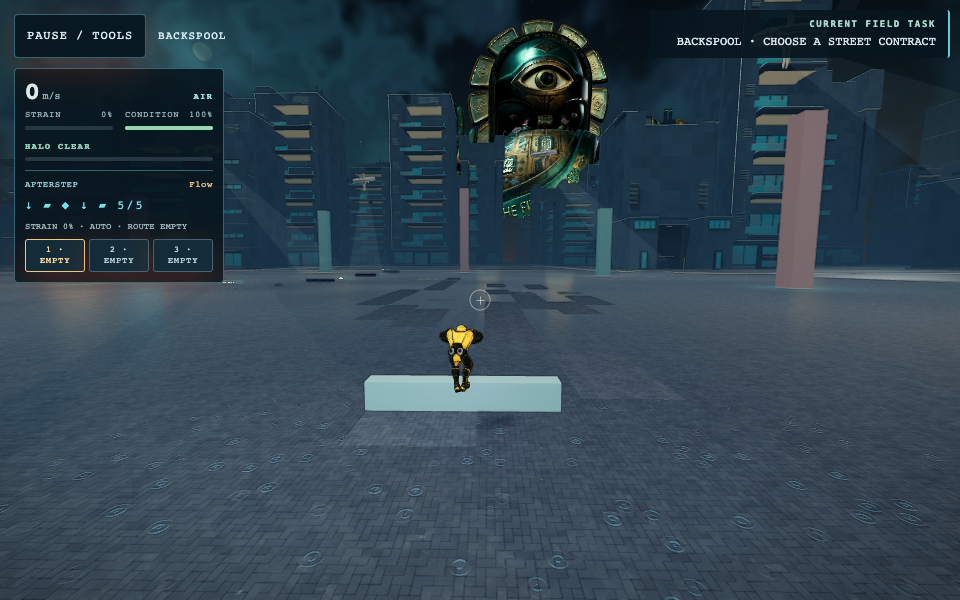 PAUSE / TOOLS
BACKSPOOL
CURRENT FIELD TASK
BACKSPOOL · CHOOSE A STREET CONTRACT
0 m/s
AIR
STRAIN 0%
CONDITION 100%
HALO CLEAR
AFTERSTEP
Flow
5/5
STRAIN 0% · AUTO · ROUTE EMPTY
1 · EMPTY
2 · EMPTY
3 · EMPTY